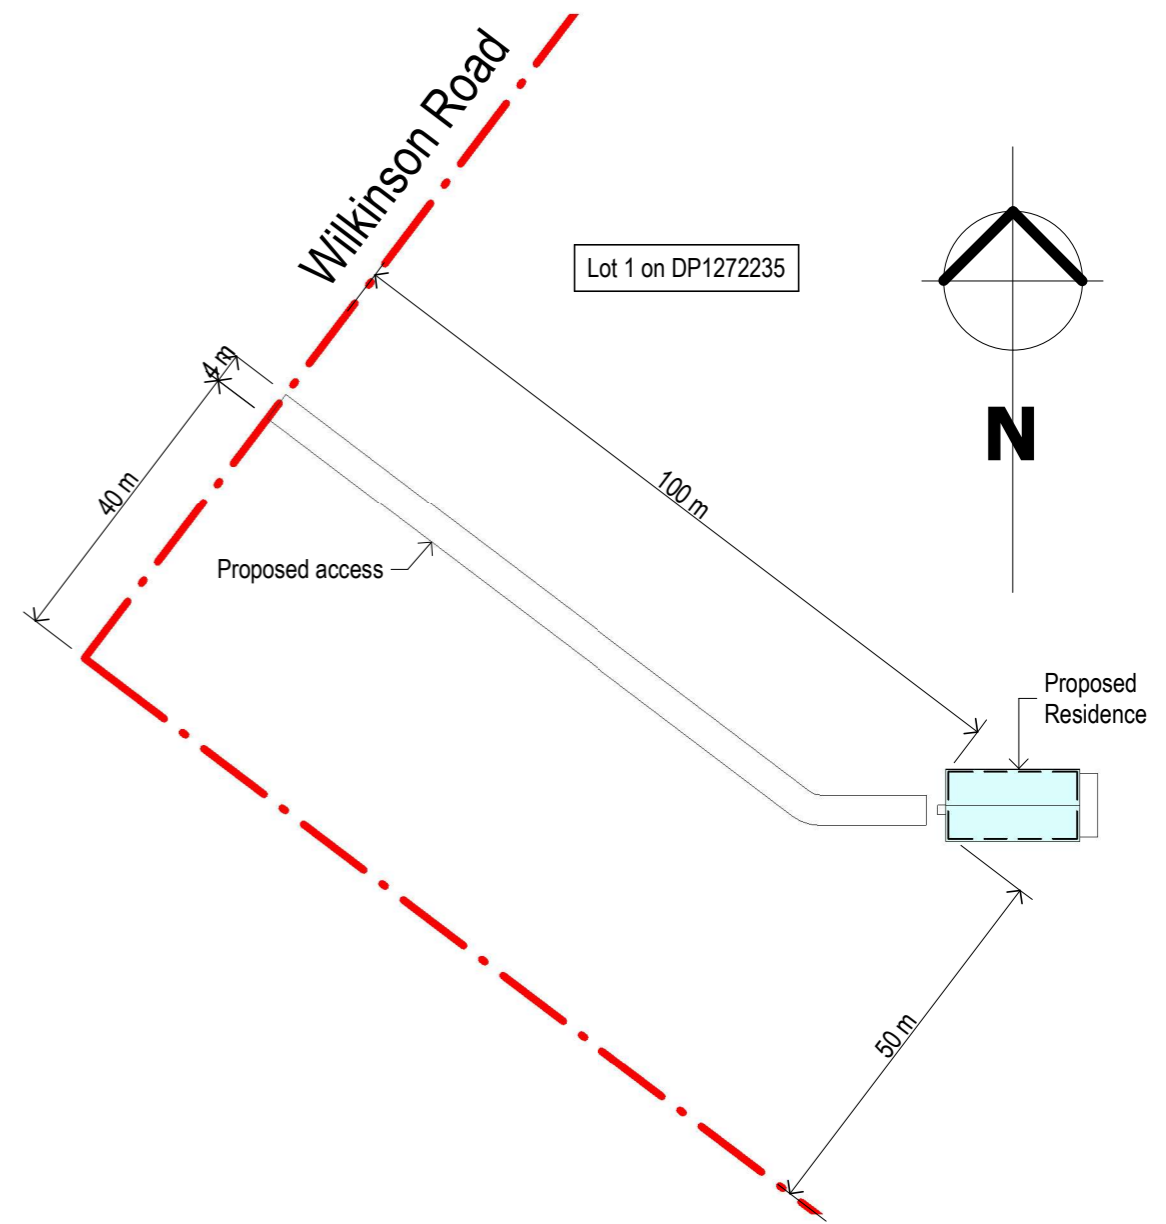 Wilkinson Road
Lot 1 on DP1272235
4 m
N
40 m
100 m
Proposed access
Proposed
Residence
50 m